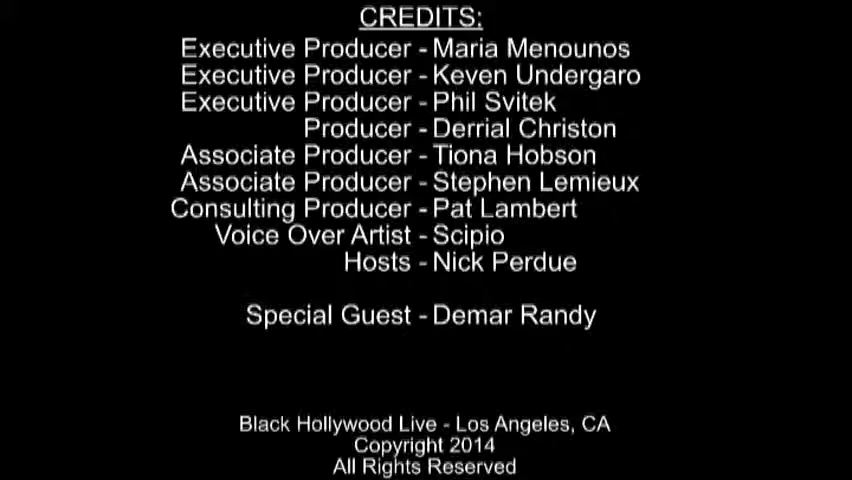 CREDITS:
Executive Producer - Maria Menounos
Executive Producer - Keven Undergaro
Executive Producer - Phil Svitek
Producer - Derrial Christon
Associate Producer - Tiona Hobson
Associate Producer - Stephen Lemieux
Consulting Producer - Pat Lambert
Voice Over Artist - Scipio
Hosts - Nick Perdue
Special Guest - Demar Randy
Black Hollywood Live - Los Angeles, CA
Copyright 2014
All Rights Reserved